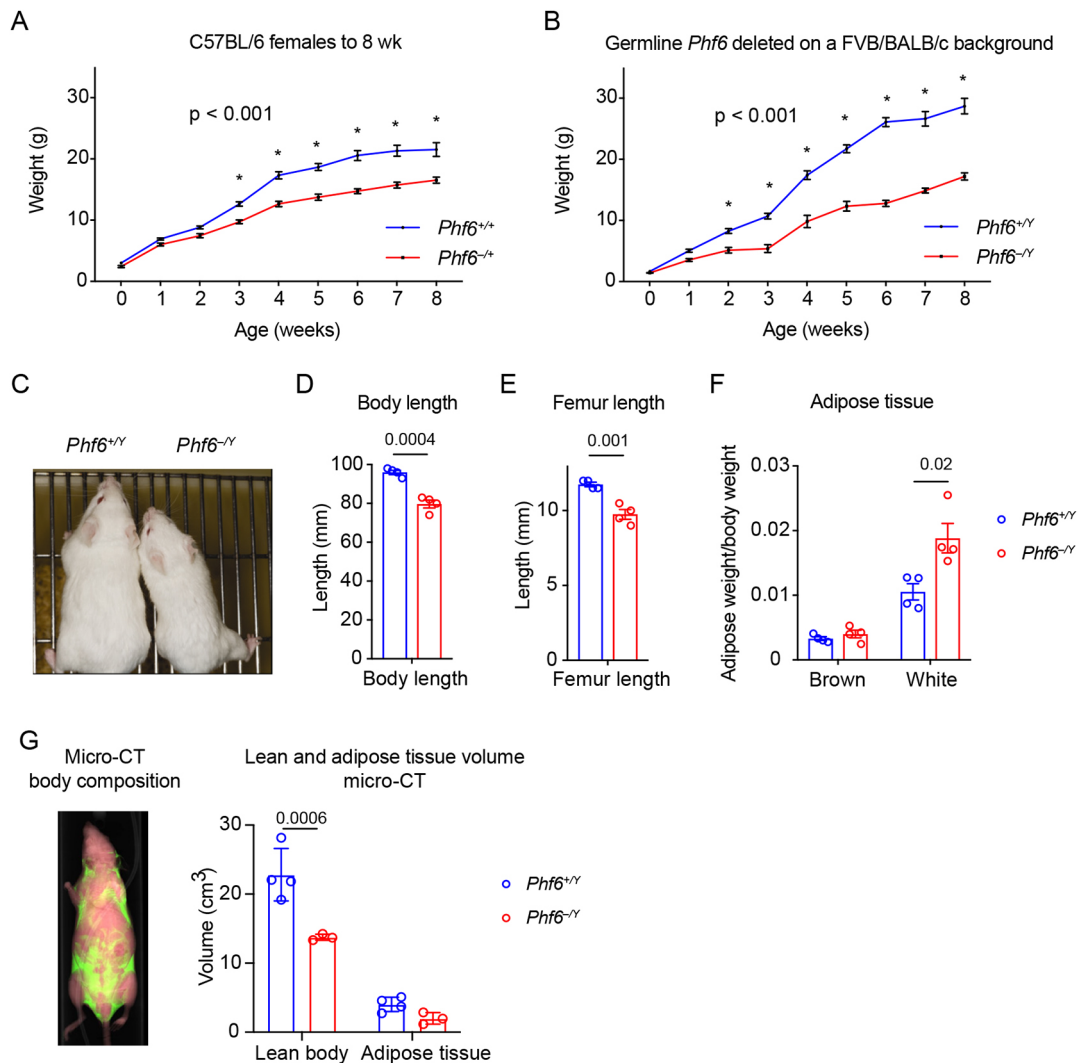 A
C57BL/6 females to 8 wk
p < 0.001
Weight (g)
30
20
10
0
* * * * * *
Phf6+/+
Phf6–/+
0 1 2 3 4 5 6 7 8
Age (weeks)
B
Germline Phf6 deleted on a FVB/BALB/c background
p < 0.001
Weight (g)
30
20
10
0
* * * * * * *
Phf6+/Y
Phf6–/Y
0 1 2 3 4 5 6 7 8
Age (weeks)
C
Phf6+/Y Phf6–/Y
D
Body length
0.0004
Length (mm)
100
80
60
40
20
0
Body length
E
Femur length
0.001
Length (mm)
10
5
0
Femur length
F
Adipose tissue
0.02
Adipose weight/body weight
0.03
0.02
0.01
0
Brown White
Phf6+/Y
Phf6–/Y
G
Micro-CT
body composition
Lean and adipose tissue volume
micro-CT
0.0006
Volume (cm3)
30
20
10
0
Lean body Adipose tissue
Phf6+/Y
Phf6–/Y